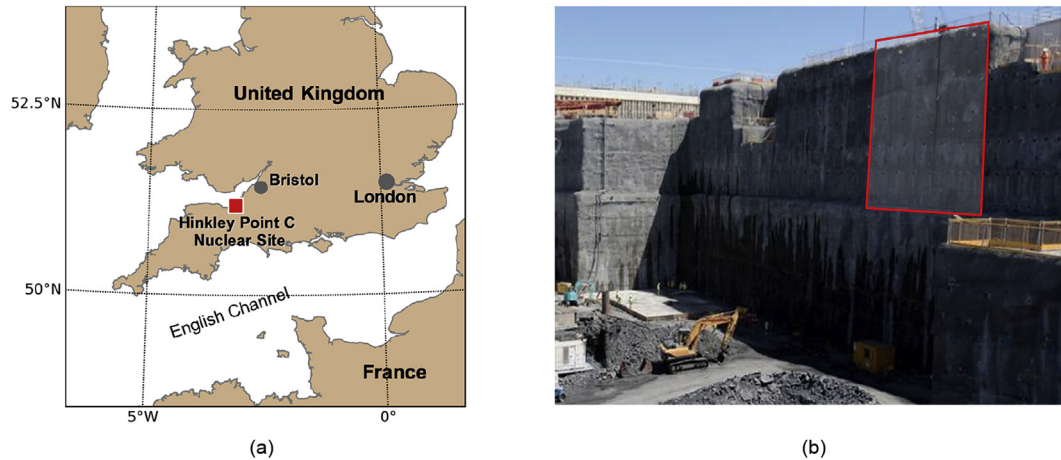 52.5°N
United Kingdom
Bristol
London
Hinkley Point C
Nuclear Site
50°N
English Channel
France
5°W
0°
(a)
(b)